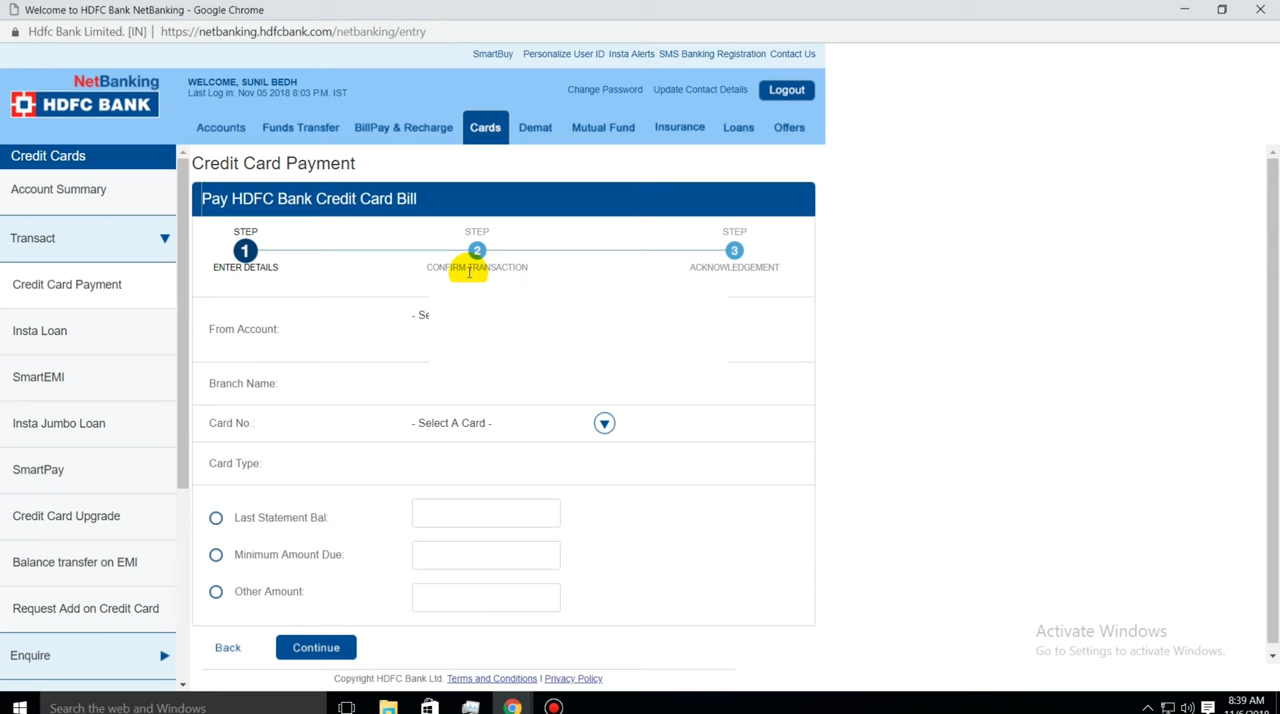 Welcome to HDFC Bank NetBanking - Google Chrome
Hdfc Bank Limited. [IN] | https://netbanking.hdfcbank.com/netbanking/entry
SmartBuy Personalize User ID Insta Alerts SMS Banking Registration Contact Us
NetBanking
HDFC BANK
WELCOME, SUNIL BEDH
Last Log in: Nov 05 2018 8:03 P.M. IST
Change Password Update Contact Details Logout
Accounts Funds Transfer BillPay & Recharge Cards Demat Mutual Fund Insurance Loans Offers
Credit Cards
Account Summary
Transact
Credit Card Payment
Insta Loan
SmartEMI
Insta Jumbo Loan
SmartPay
Credit Card Upgrade
Balance transfer on EMI
Request Add on Credit Card
Enquire
Credit Card Payment
Pay HDFC Bank Credit Card Bill
STEP STEP STEP
1 2 3
ENTER DETAILS CONFIRM TRANSACTION ACKNOWLEDGEMENT
From Account: - Se
Branch Name:
Card No.: - Select A Card -
Card Type:
Last Statement Bal:
Minimum Amount Due:
Other Amount:
Back Continue
Copyright HDFC Bank Ltd. Terms and Conditions | Privacy Policy
Activate Windows
Go to Settings to activate Windows.
Search the web and Windows
8:39 AM
11/6/2018